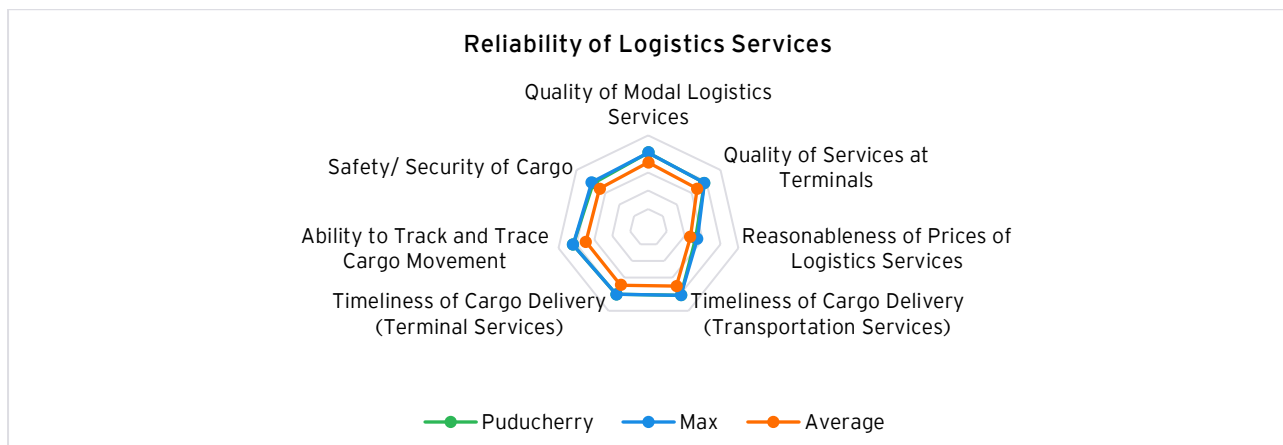 Reliability of Logistics Services
Quality of Modal Logistics
Services
Quality of Services at
Terminals
Reasonableness of Prices of
Logistics Services
Timeliness of Cargo Delivery
(Transportation Services)
Timeliness of Cargo Delivery
(Terminal Services)
Ability to Track and Trace
Cargo Movement
Safety/ Security of Cargo
Puducherry
Max
Average